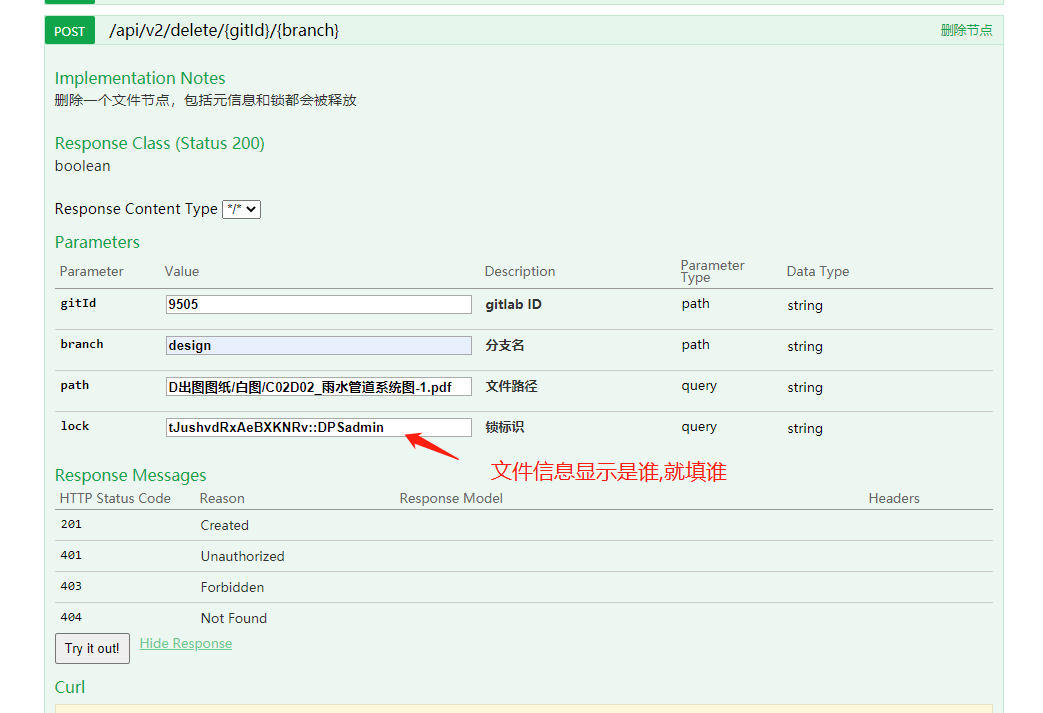 POST /api/v2/delete/{gitId}/{branch} 删除节点
Implementation Notes
删除一个文件节点，包括元信息和锁都会被释放
Response Class (Status 200)
boolean
Response Content Type */*
Parameters
Parameter Value Description Parameter Type Data Type
gitId 9505 gitlab ID path string
branch design 分支名 path string
path D出图图纸/白图/C02D02_雨水管道系统图-1.pdf 文件路径 query string
lock tJushvdRxAeBXKNRv::DPSadmin 锁标识 query string
文件信息显示是谁,就填谁
Response Messages
HTTP Status Code Reason Response Model Headers
201 Created
401 Unauthorized
403 Forbidden
404 Not Found
Try it out! Hide Response
Curl